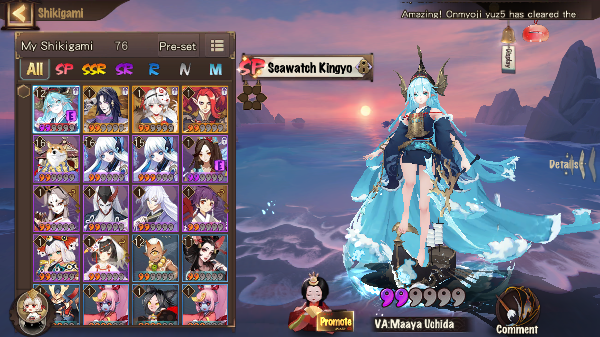 Shikigami
Amazing! Onmyoji yuz5 has cleared the
My Shikigami 76 Pre-set
All SP SSR SR R N M
SP Seawatch Kingyo
Display
Details
Promote
VA:Maaya Uchida
Comment